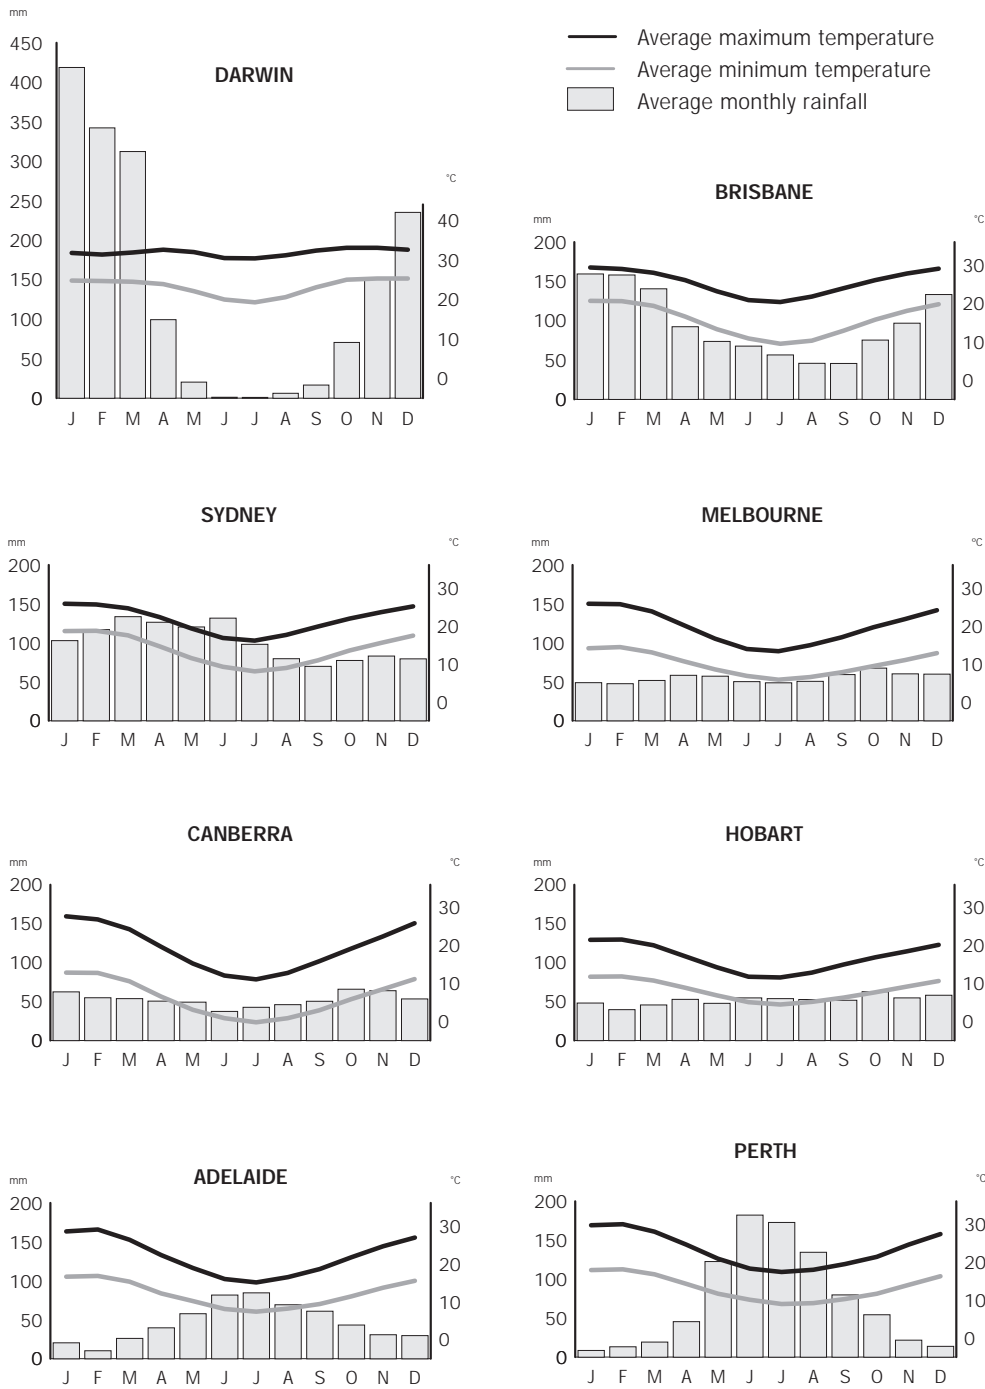 mm
450
400
350
300
250
200
150
100
50
0
DARWIN
°C
40
30
20
10
0
J F M A M J J A S O N D
Average maximum temperature
Average minimum temperature
Average monthly rainfall
BRISBANE
mm °C
200
150
100
50
0
30
20
10
0
J F M A M J J A S O N D
SYDNEY
mm °C
200
150
100
50
0
30
20
10
0
J F M A M J J A S O N D
MELBOURNE
mm °C
200
150
100
50
0
30
20
10
0
J F M A M J J A S O N D
CANBERRA
mm °C
200
150
100
50
0
30
20
10
0
J F M A M J J A S O N D
HOBART
mm °C
200
150
100
50
0
30
20
10
0
J F M A M J J A S O N D
ADELAIDE
mm °C
200
150
100
50
0
30
20
10
0
J F M A M J J A S O N D
PERTH
mm °C
200
150
100
50
0
30
20
10
0
J F M A M J J A S O N D